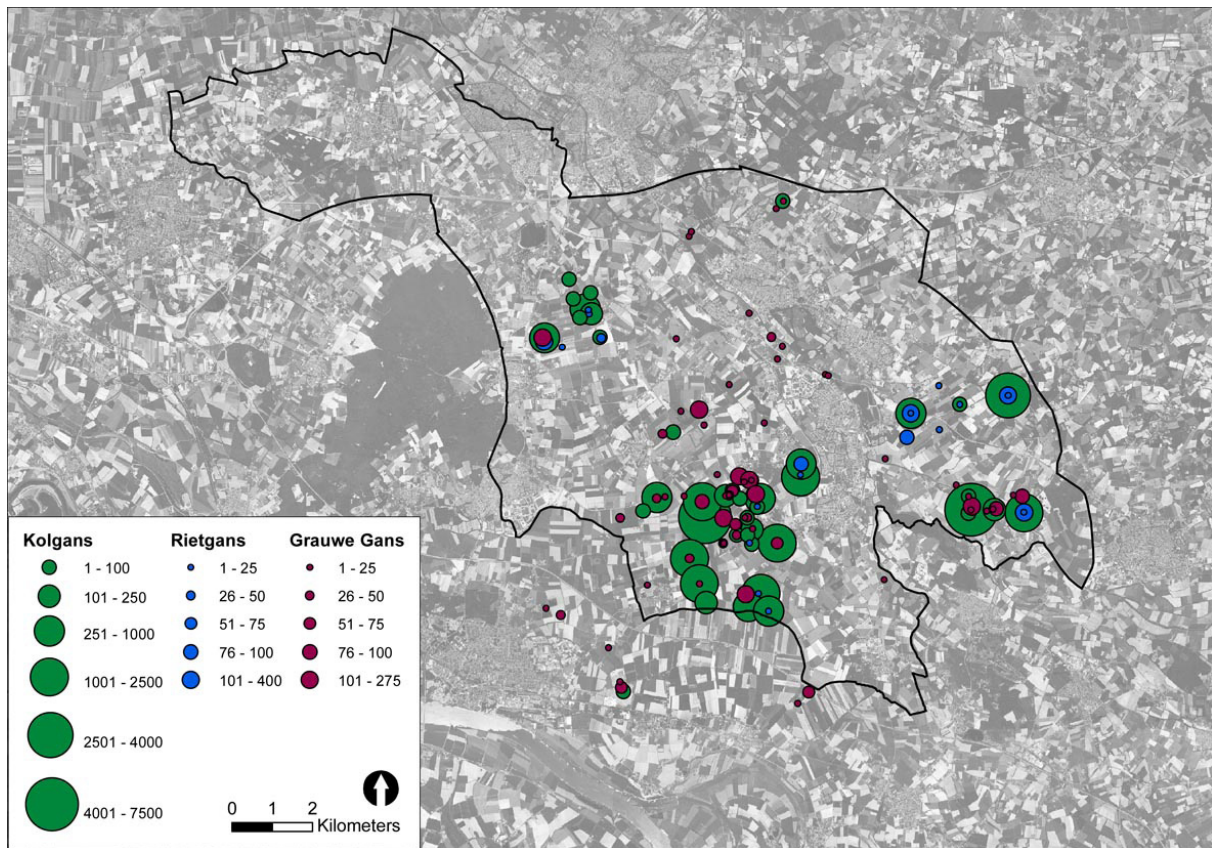 Kolgans
1 - 100
101 - 250
251 - 1000
1001 - 2500
2501 - 4000
4001 - 7500
Rietgans
1 - 25
26 - 50
51 - 75
76 - 100
101 - 400
Grauwe Gans
1 - 25
26 - 50
51 - 75
76 - 100
101 - 275
0 1 2
Kilometers